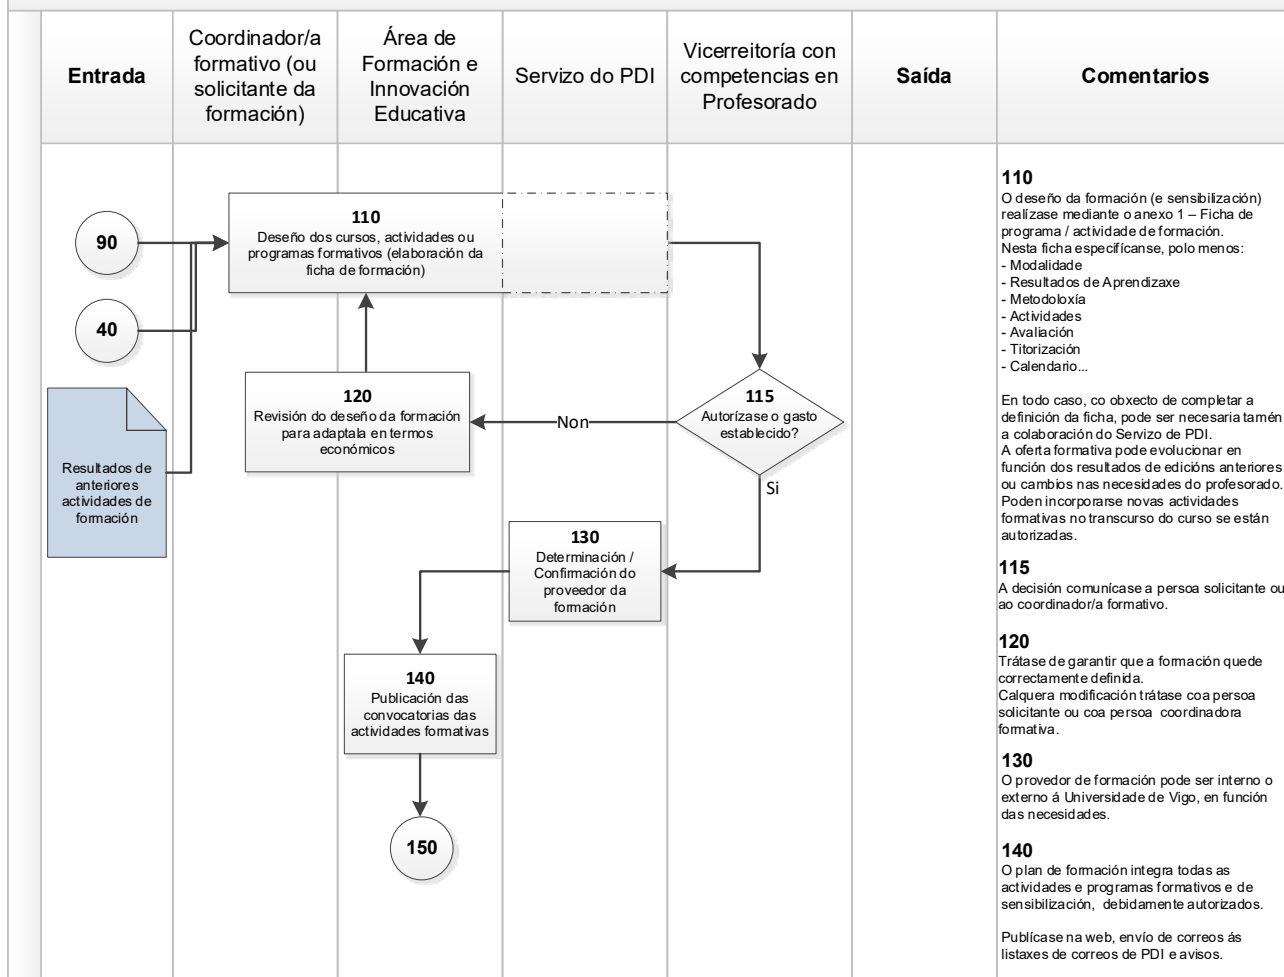 Entrada
Coordinador/a
formativo (ou
solicitante da
formación)
Área de
Formación e
Innovación
Educativa
Servizo do PDI
Vicerreitoría con
competencias en
Profesorado
Saída
Comentarios
90
40
Resultados de
anteriores
actividades de
formación
110
Deseño dos cursos, actividades ou
programas formativos (elaboración da
ficha de formación)
120
Revisión do deseño da formación
para adaptala en termos
económicos
Non
115
Autorízase o gasto
establecido?
Si
130
Determinación /
Confirmación do
proveedor da
formación
140
Publicación das
convocatorias das
actividades formativas
150
110
O deseño da formación (e sensibilización)
realízase mediante o anexo 1 – Ficha de
programa / actividade de formación.
Nesta ficha especifícanse, polo menos:
- Modalidade
- Resultados de Aprendizaxe
- Metodoloxía
- Actividades
- Avaliación
- Titorización
- Calendario...
En todo caso, co obxecto de completar a
definición da ficha, pode ser necesaria tamén
a colaboración do Servizo de PDI.
A oferta formativa pode evolucionar en
función dos resultados de edicións anteriores
ou cambios nas necesidades do profesorado.
Poden incorporarse novas actividades
formativas no transcurso do curso se están
autorizadas.
115
A decisión comunícase a persoa solicitante ou
ao coordinador/a formativo.
120
Trátase de garantir que a formación quede
correctamente definida.
Calquera modificación trátase coa persoa
solicitante ou coa persoa coordinadora
formativa.
130
O provedor de formación pode ser interno o
externo á Universidade de Vigo, en función
das necesidades.
140
O plan de formación integra todas as
actividades e programas formativos e de
sensibilización, debidamente autorizados.
Publícase na web, envío de correos ás
listaxes de correos de PDI e avisos.